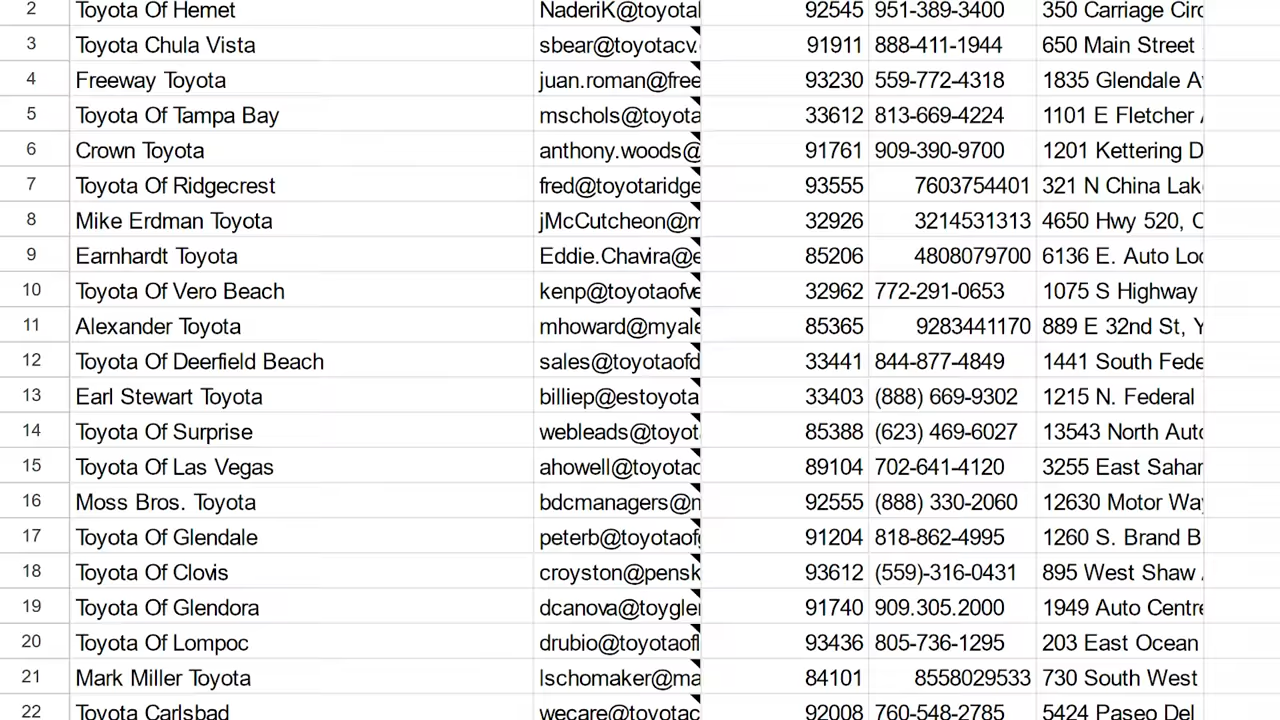 2 Toyota Of Hemet NaderiK@toyotal 92545 951-389-3400 350 Carriage Circ
3 Toyota Chula Vista sbear@toyotacv. 91911 888-411-1944 650 Main Street
4 Freeway Toyota juan.roman@free 93230 559-772-4318 1835 Glendale Av
5 Toyota Of Tampa Bay mschols@toyota 33612 813-669-4224 1101 E Fletcher A
6 Crown Toyota anthony.woods@ 91761 909-390-9700 1201 Kettering D
7 Toyota Of Ridgecrest fred@toyotaridge 93555 7603754401 321 N China Lak
8 Mike Erdman Toyota jMcCutcheon@m 32926 3214531313 4650 Hwy 520, C
9 Earnhardt Toyota Eddie.Chavira@e 85206 4808079700 6136 E. Auto Loo
10 Toyota Of Vero Beach kenp@toyotaofve 32962 772-291-0653 1075 S Highway
11 Alexander Toyota mhoward@myale 85365 9283441170 889 E 32nd St, Y
12 Toyota Of Deerfield Beach sales@toyotaofd 33441 844-877-4849 1441 South Fede
13 Earl Stewart Toyota billiep@estoyota 33403 (888) 669-9302 1215 N. Federal
14 Toyota Of Surprise webleads@toyot 85388 (623) 469-6027 13543 North Auto
15 Toyota Of Las Vegas ahowell@toyotao 89104 702-641-4120 3255 East Sahar
16 Moss Bros. Toyota bdcmanagers@m 92555 (888) 330-2060 12630 Motor Way
17 Toyota Of Glendale peterb@toyotaofg 91204 818-862-4995 1260 S. Brand B
18 Toyota Of Clovis croyston@pensk 93612 (559)-316-0431 895 West Shaw A
19 Toyota Of Glendora dcanova@toygler 91740 909.305.2000 1949 Auto Centre
20 Toyota Of Lompoc drubio@toyotaofl 93436 805-736-1295 203 East Ocean
21 Mark Miller Toyota lschomaker@ma 84101 8558029533 730 South West
22 Toyota Carlsbad wecare@toyotac 92008 760-548-2785 5424 Paseo Del